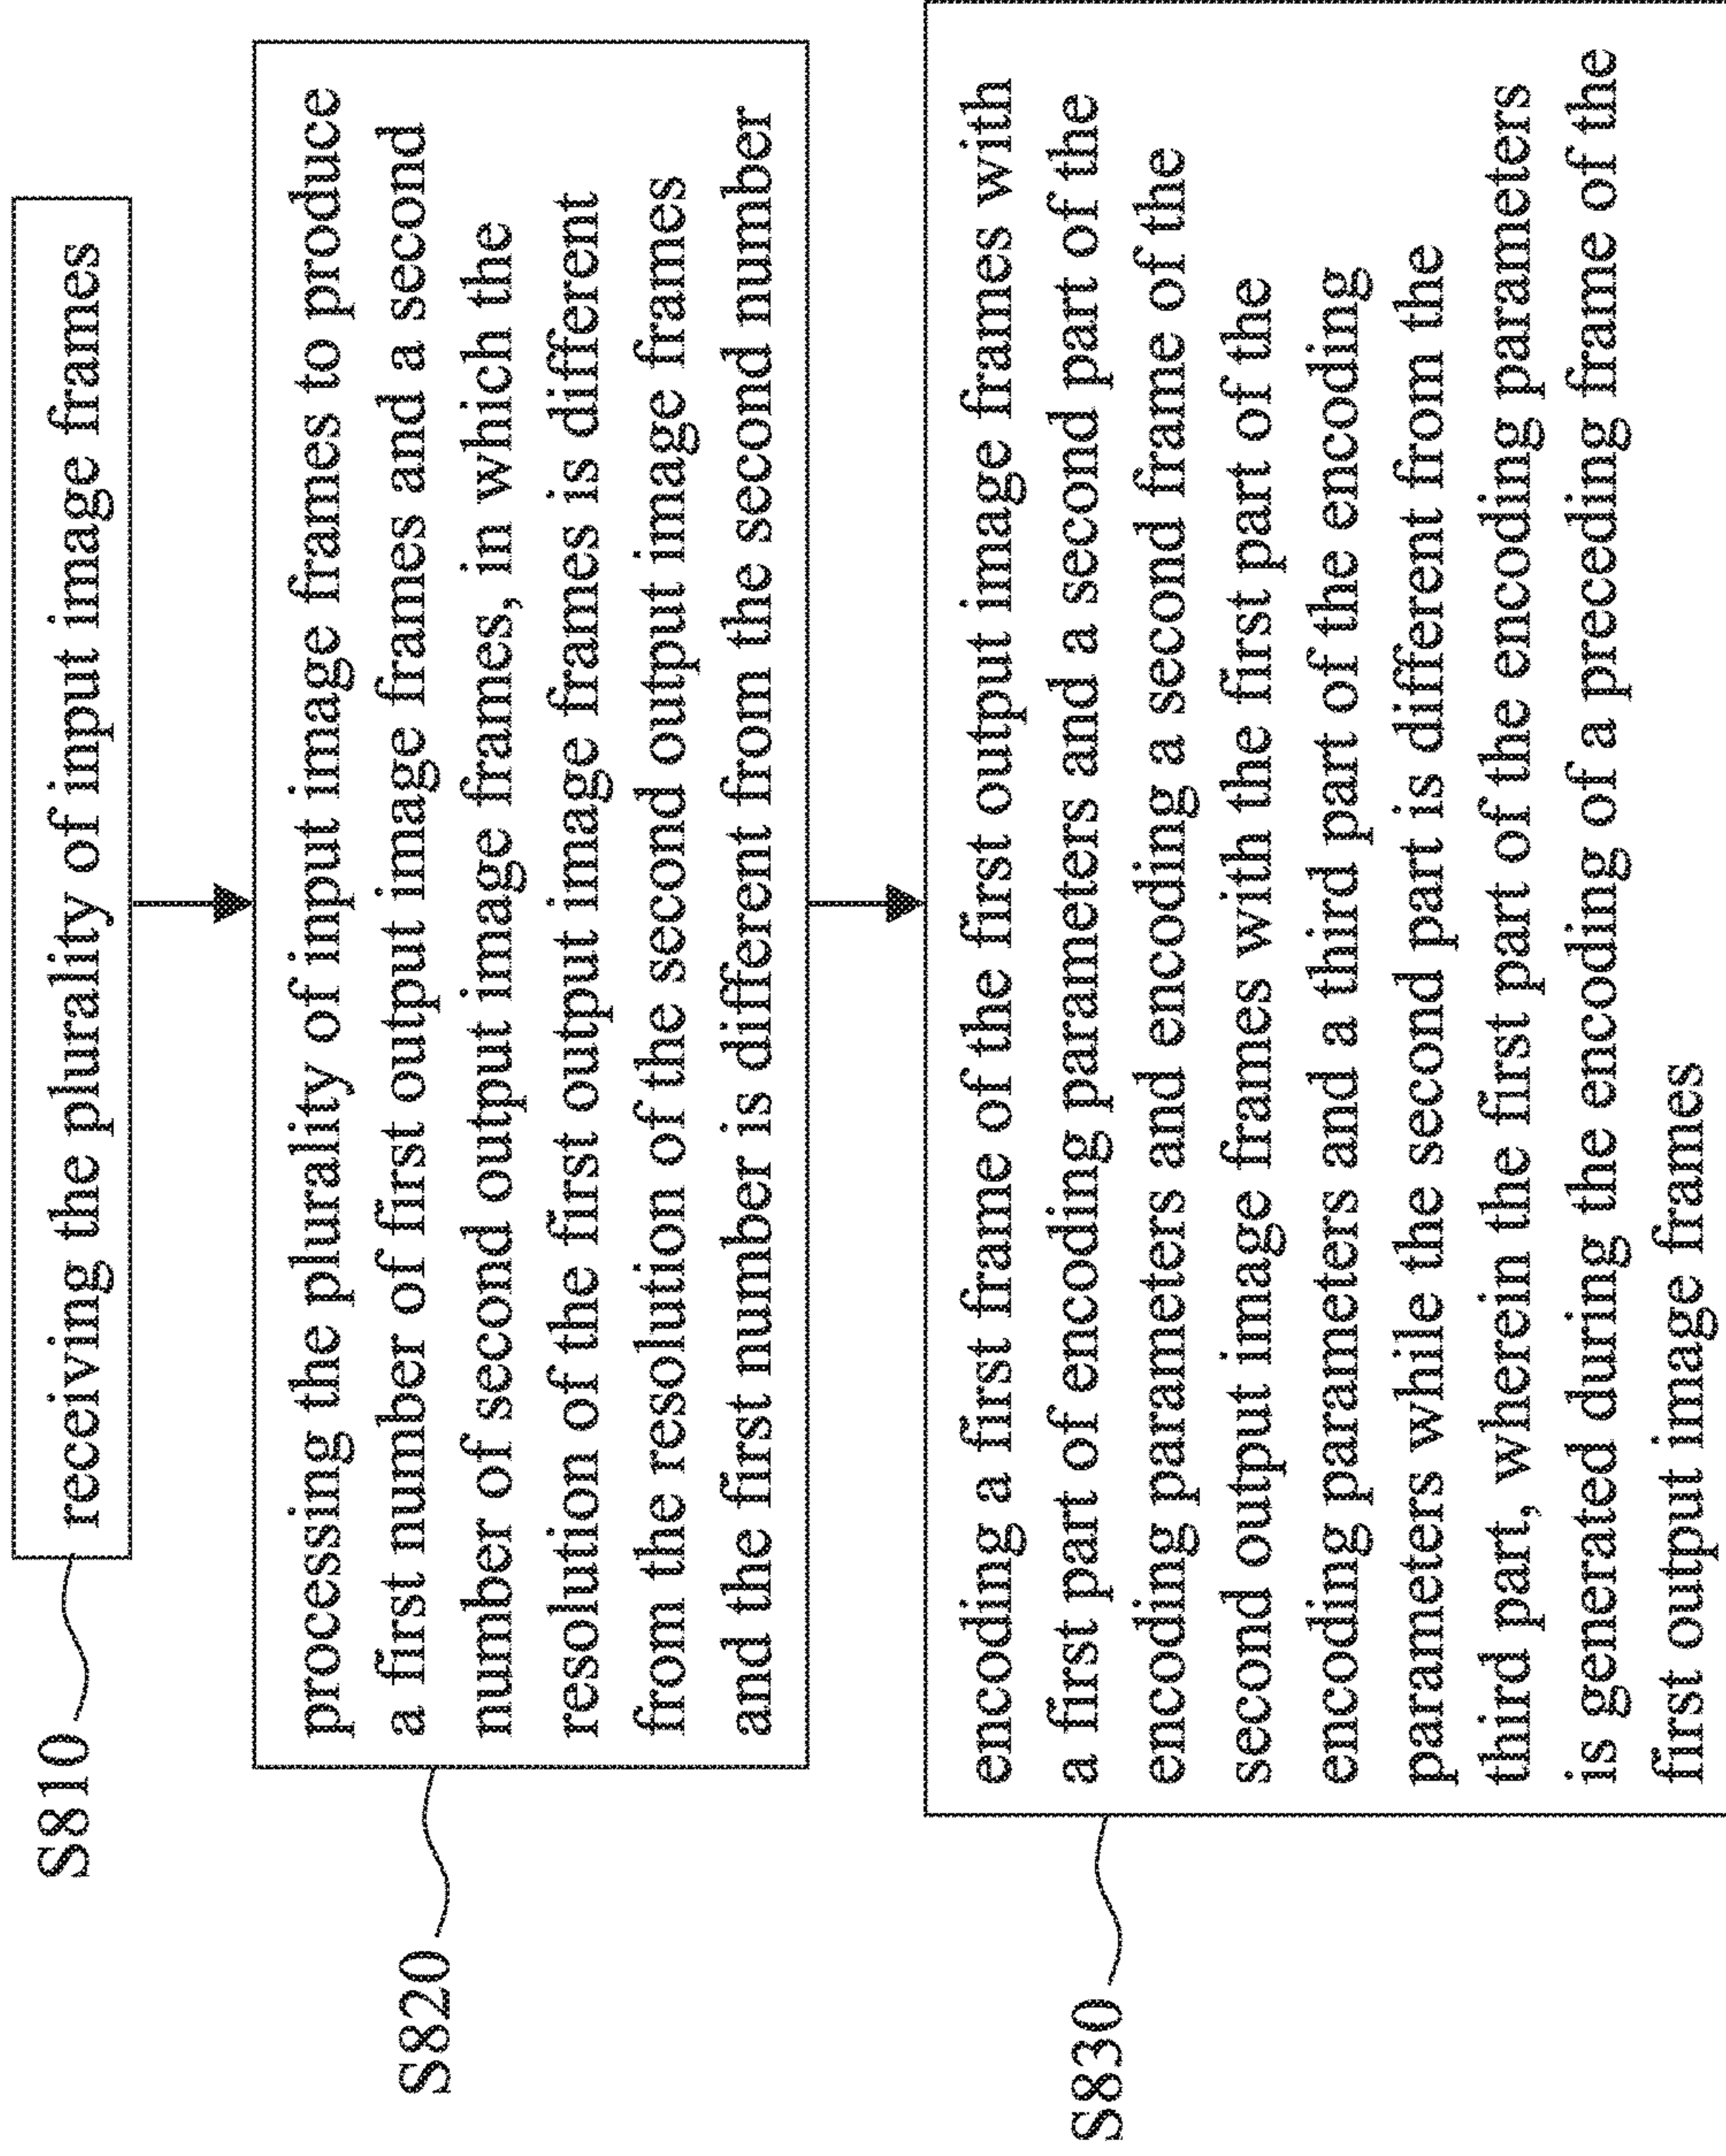 S810
receiving the plurality of input image frames
S820
processing the plurality of input image frames to produce
a first number of first output image frames and a second
number of second output image frames, in which the
resolution of the first output image frames is different
from the resolution of the second output image frames
and the first number is different from the second number
S830
encoding a first frame of the first output image frames with
a first part of encoding parameters and a second part of the
encoding parameters and encoding a second frame of the
second output image frames with the first part of the
encoding parameters and a third part of the encoding
parameters while the second part is different from the
third part, wherein the first part of the encoding parameters
is generated during the encoding of a preceding frame of the
first output image frames